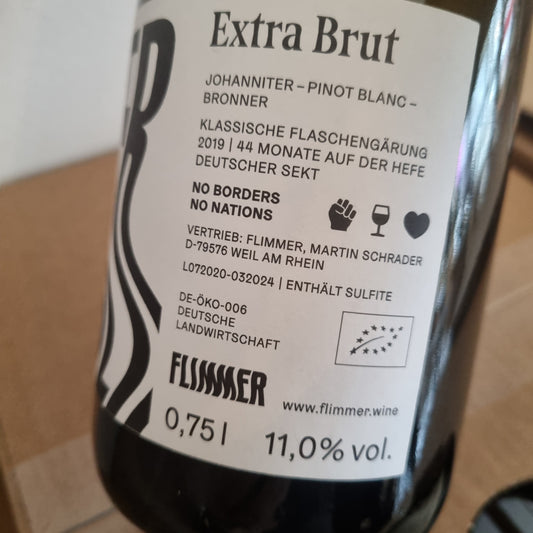 Extra Brut
JOHANNITER – PINOT BLANC –
BRONNER
KLASSISCHE FLASCHENGÄRUNG
2019 | 44 MONATE AUF DER HEFE
DEUTSCHER SEKT
NO BORDERS
NO NATIONS
VERTRIEB: FLIMMER, MARTIN SCHRADER
D-79576 WEIL AM RHEIN
L072020-032024 | ENTHÄLT SULFITE
DE-ÖKO-006
DEUTSCHE
LANDWIRTSCHAFT
FLIMMER
www.flimmer.wine
0,75 l
11,0% vol.